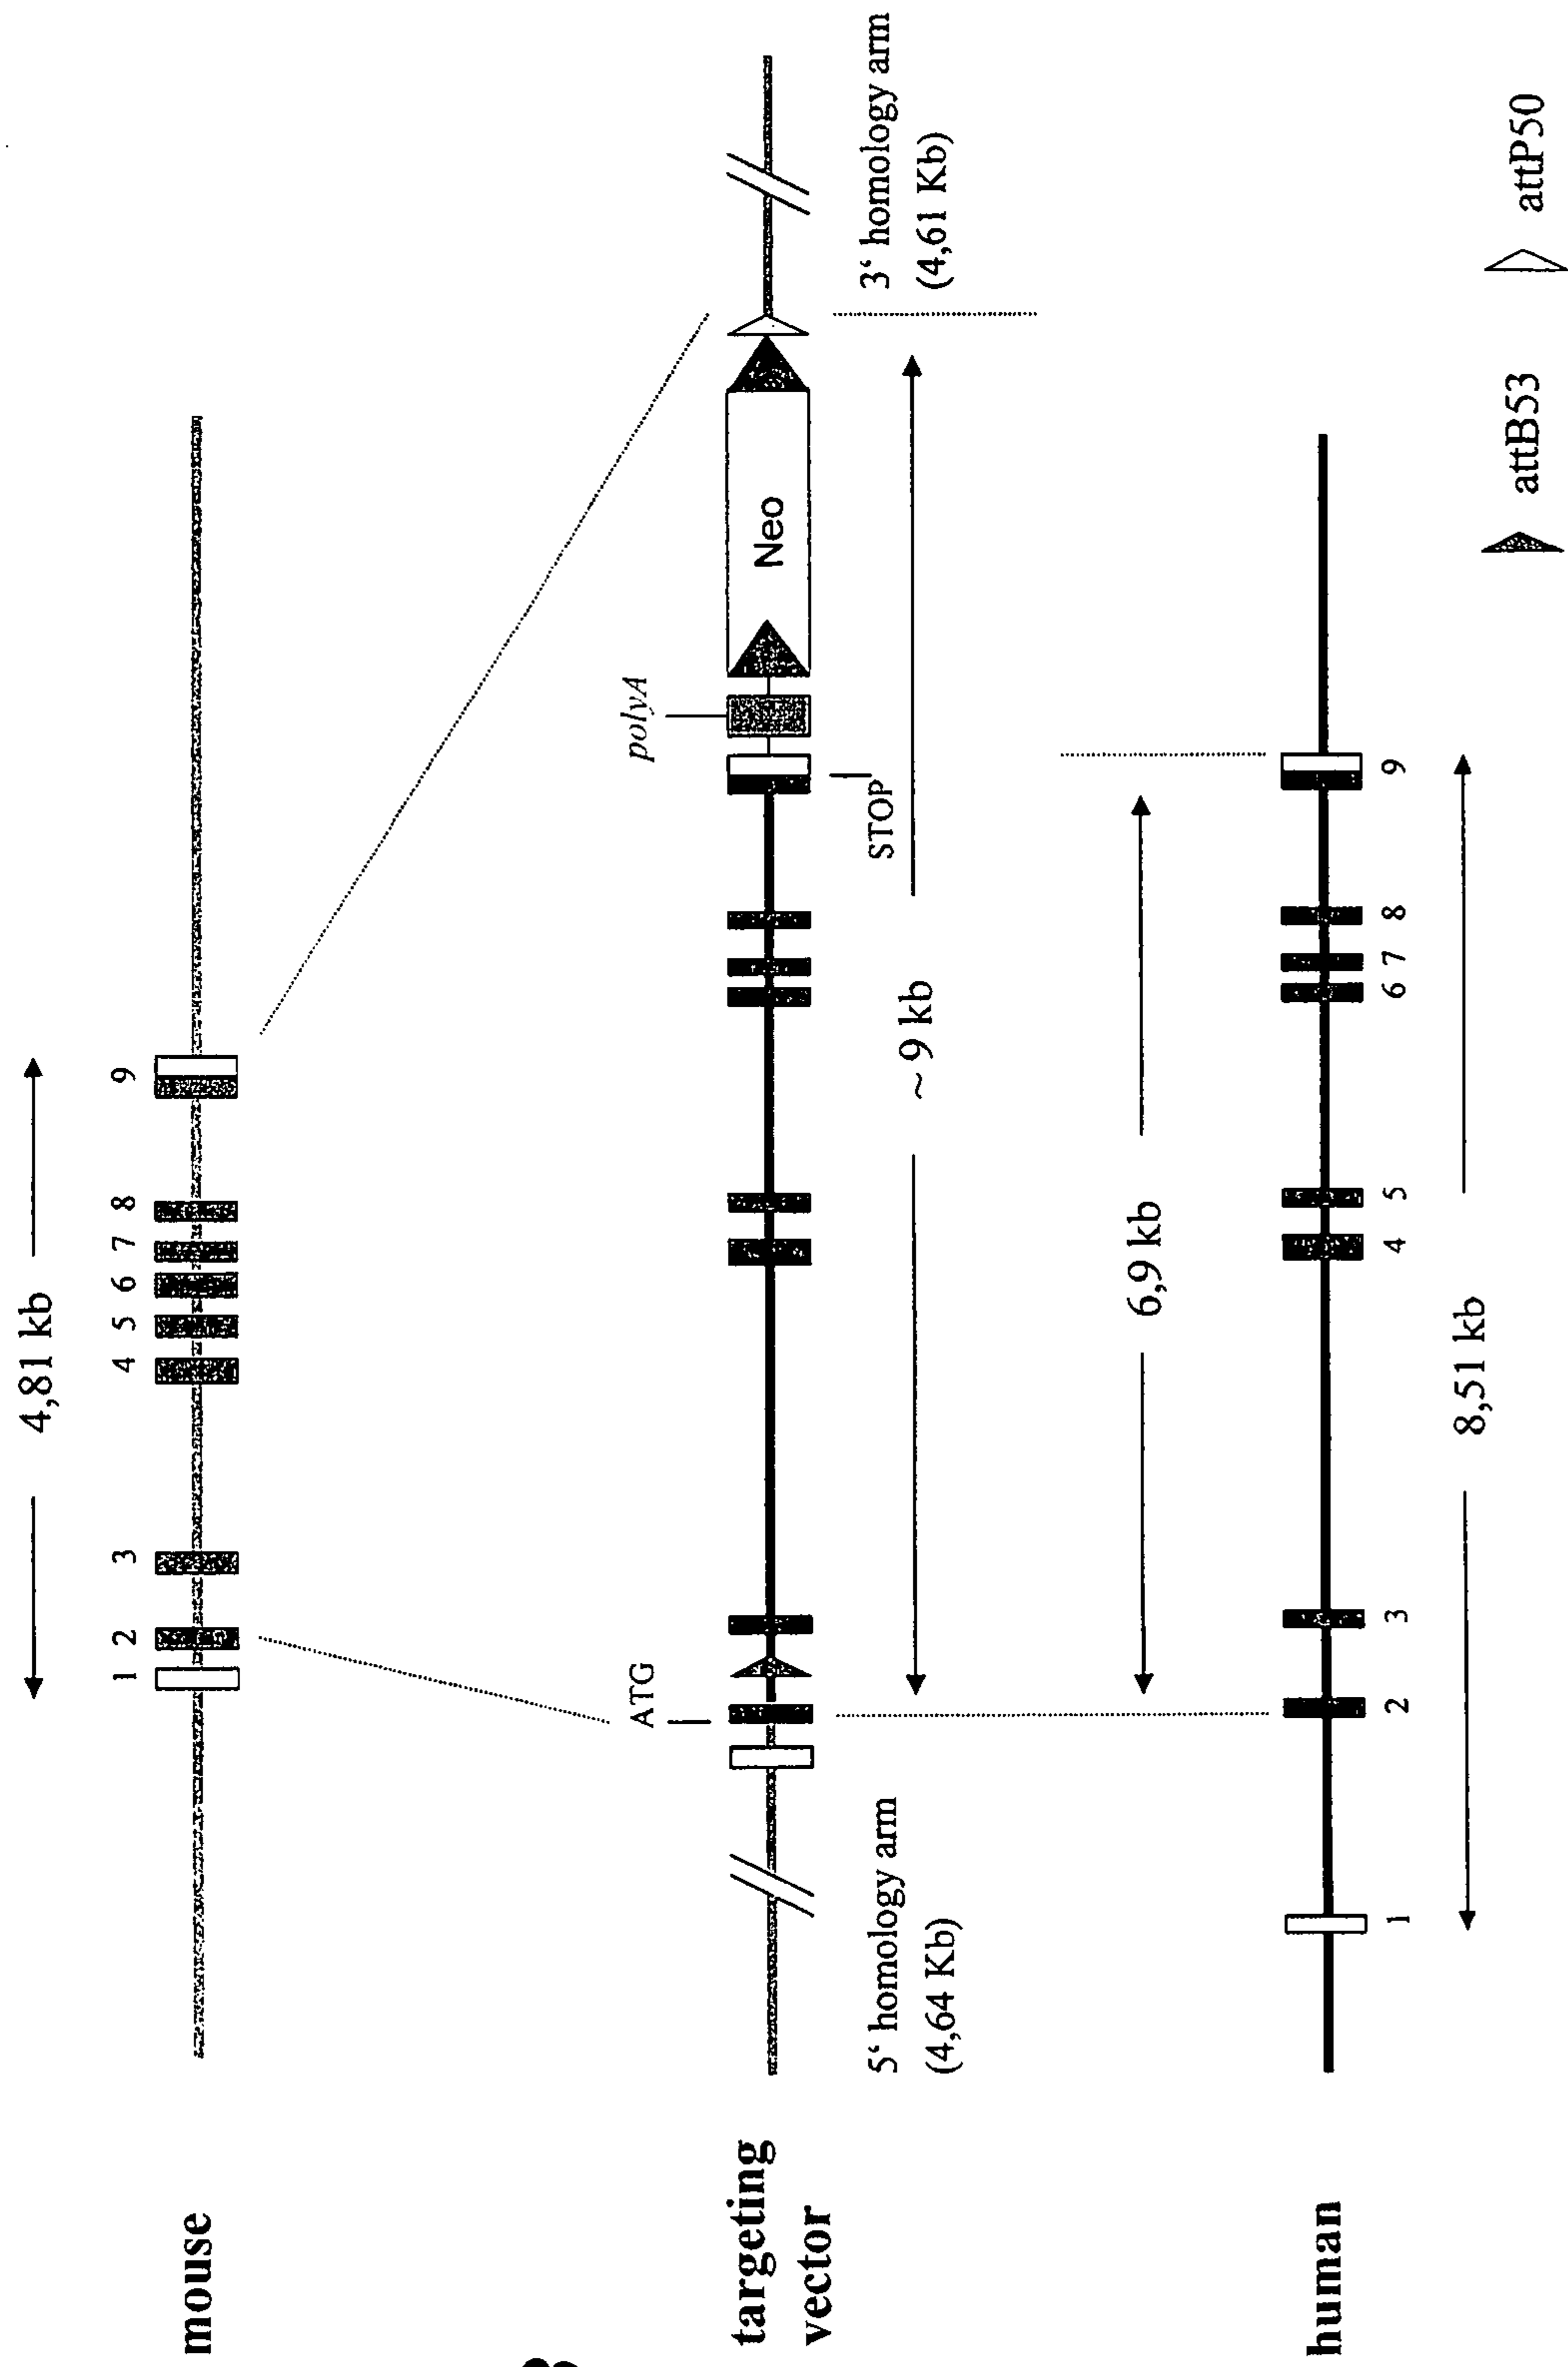 mouse
4,81 kb
1 2 3 4 5 6 7 8 9
targeting
vector
ATG
polyA
Neo
STOP
5‘ homology arm
(4,64 Kb)
~ 9 kb
3‘ homology arm
(4,61 Kb)
6,9 kb
human
1 2 3 4 5 6 7 8 9
8,51 kb
attB53
attP50